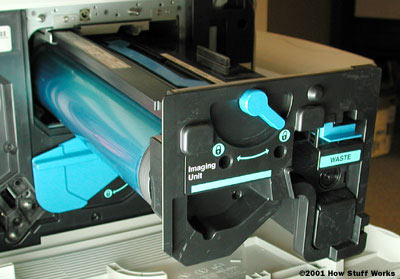 Imaging
Unit
WASTE
©2001 How Stuff Works